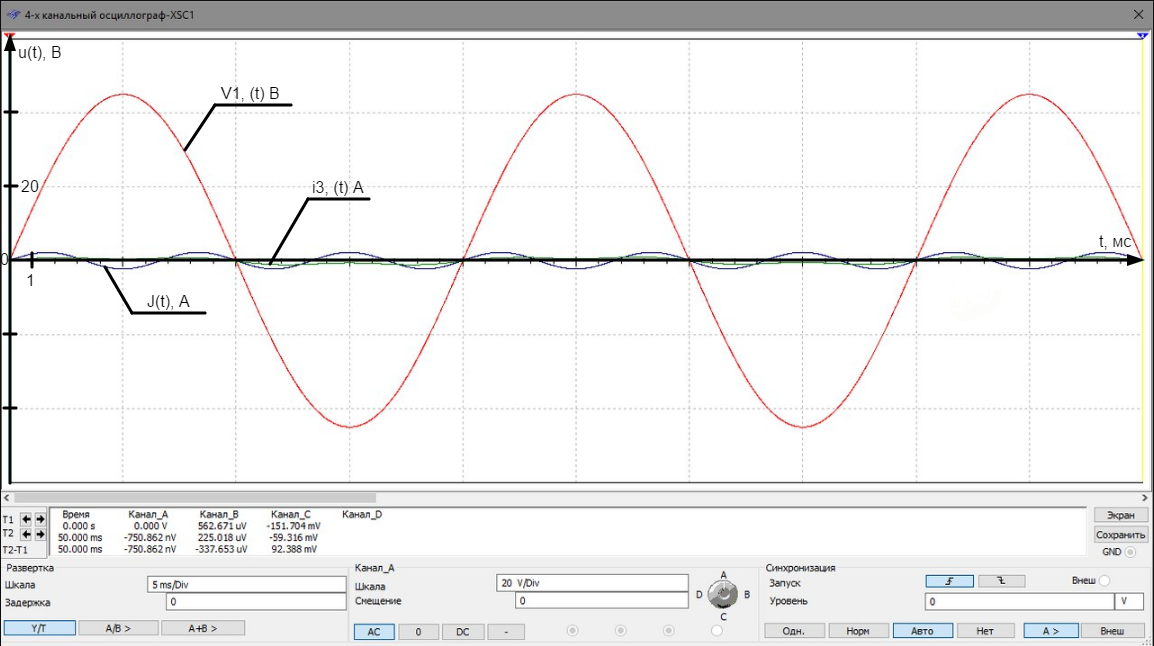 4-х канальный осциллограф-XSC1
u(t), В
V1, (t) В
20
i3, (t) А
t, мс
0
1
J(t), А
T1
T2
T2-T1
Время Канал_A Канал_B Канал_C Канал_D
0.000 s 0.000 V 562.671 uV -151.704 mV
50.000 ms -750.862 nV 225.018 uV -59.316 mV
50.000 ms -750.862 nV -337.653 uV 92.388 mV
Экран
Сохранить
GND
Развертка
Шкала 5 ms/Div
Задержка 0
Y/T A/B > A+B >
Канал_A
Шкала 20 V/Div
Смещение 0
AC 0 DC -
A
D B
C
Синхронизация
Запуск Внеш
Уровень 0 V
Одн. Норм Авто Нет A > Внеш